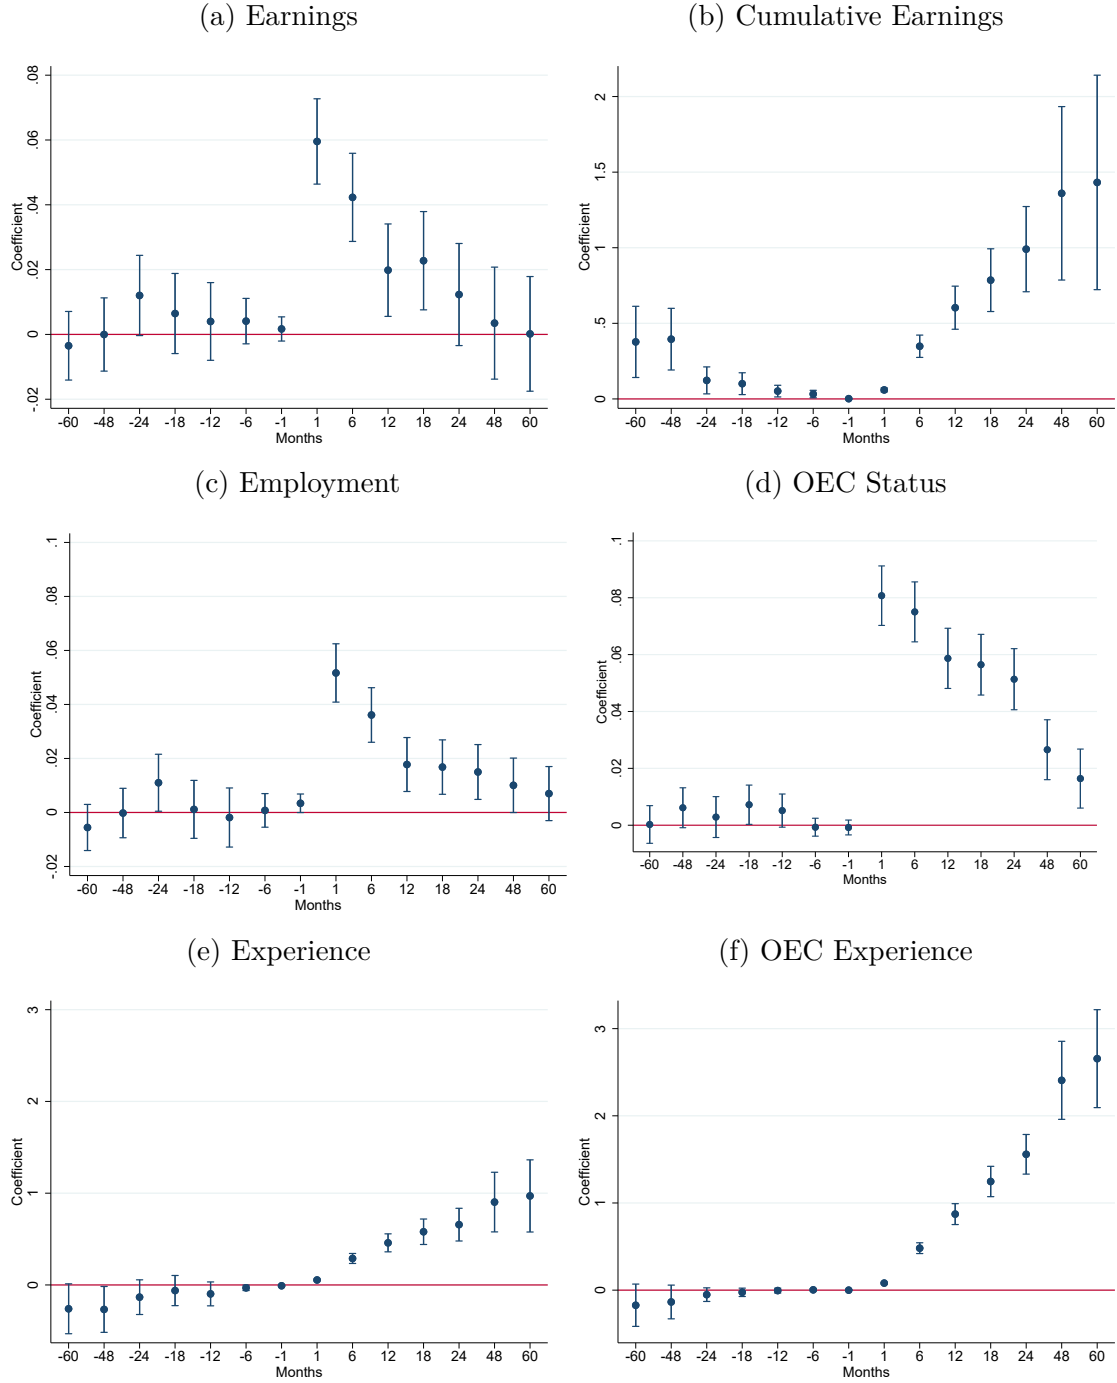 (a) Earnings
(b) Cumulative Earnings
.08
.06
.04
.02
0
-.02
Coefficient
-60 -48 -24 -18 -12 -6 -1 1 6 12 18 24 48 60
Months
2
1.5
1
.5
0
Coefficient
-60 -48 -24 -18 -12 -6 -1 1 6 12 18 24 48 60
Months
(c) Employment
(d) OEC Status
.1
.08
.06
.04
.02
0
-.02
Coefficient
-60 -48 -24 -18 -12 -6 -1 1 6 12 18 24 48 60
Months
.1
.08
.06
.04
.02
0
Coefficient
-60 -48 -24 -18 -12 -6 -1 1 6 12 18 24 48 60
Months
(e) Experience
(f) OEC Experience
3
2
1
0
Coefficient
-60 -48 -24 -18 -12 -6 -1 1 6 12 18 24 48 60
Months
3
2
1
0
Coefficient
-60 -48 -24 -18 -12 -6 -1 1 6 12 18 24 48 60
Months